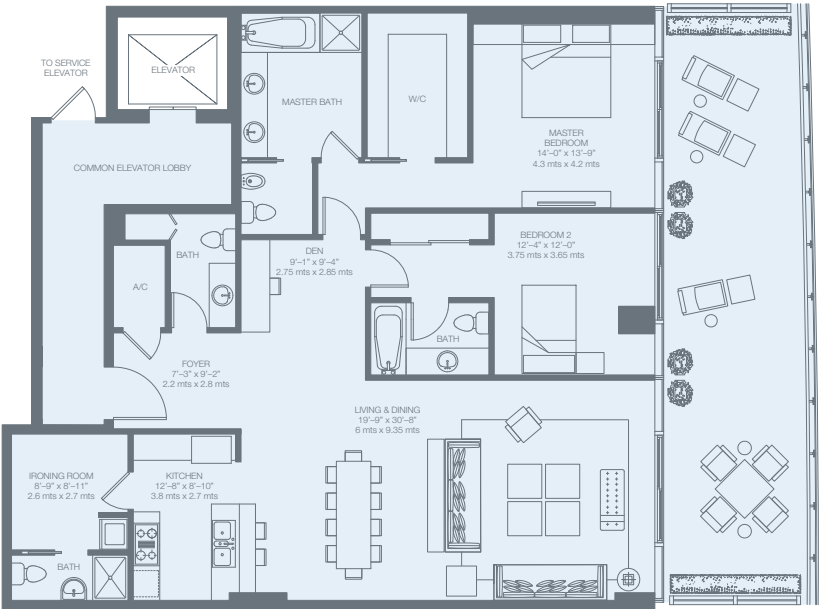 TO SERVICE
ELEVATOR
ELEVATOR
MASTER BATH
W/C
MASTER
BEDROOM
14'–0" x 13'–9"
4.3 mts x 4.2 mts
COMMON ELEVATOR LOBBY
BATH
DEN
9'–1" x 9'–4"
2.75 mts x 2.85 mts
BEDROOM 2
12'–4" x 12'–0"
3.75 mts x 3.65 mts
A/C
BATH
FOYER
7'–3" x 9'–2"
2.2 mts x 2.8 mts
LIVING & DINING
19'–9" x 30'–8"
6 mts x 9.35 mts
IRONING ROOM
8'–9" x 8'–11"
2.6 mts x 2.7 mts
KITCHEN
12'–8" x 8'–10"
3.8 mts x 2.7 mts
BATH